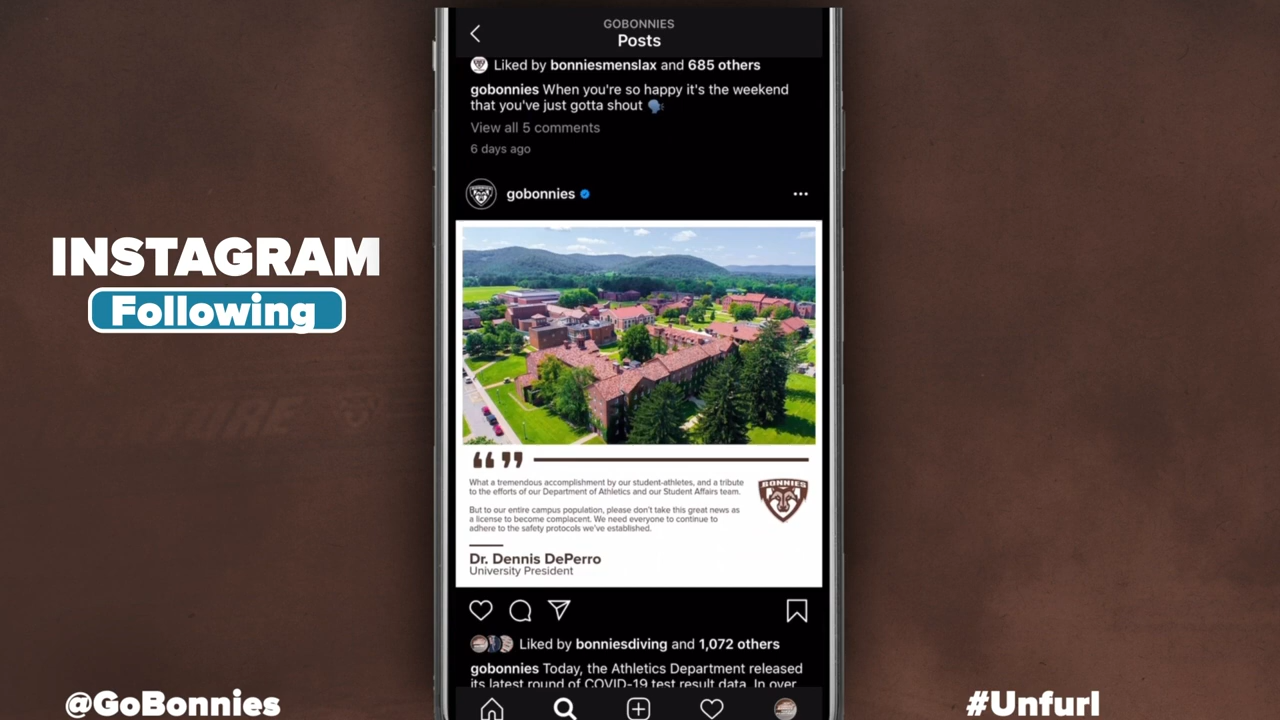 GOBONNIES
Posts
Liked by bonniesmenslax and 685 others
gobonnies When you're so happy it's the weekend
that you've just gotta shout 🗣
View all 5 comments
6 days ago
gobonnies
INSTAGRAM
Following
What a tremendous accomplishment by our student-athletes, and a tribute
to the efforts of our Department of Athletics and our Student Affairs team.
But to our entire campus population, please don't take this great news as
a license to become complacent. We need everyone to continue to
adhere to the safety protocols we've established.
BONNIES
Dr. Dennis DePerro
University President
Liked by bonniesdiving and 1,072 others
gobonnies Today, the Athletics Department released
its latest round of COVID-19 test result data. In over
@GoBonnies
#Unfurl